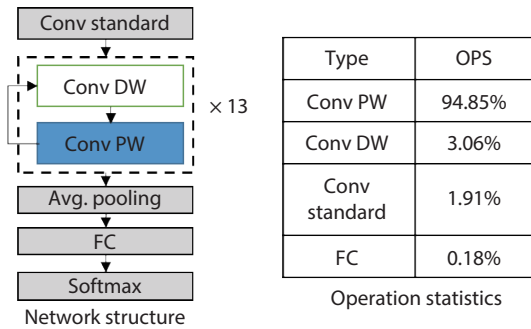 Conv standard
Conv DW
× 13
Conv PW
Avg. pooling
FC
Softmax
Network structure
Type OPS
Conv PW 94.85%
Conv DW 3.06%
Conv
standard 1.91%
FC 0.18%
Operation statistics